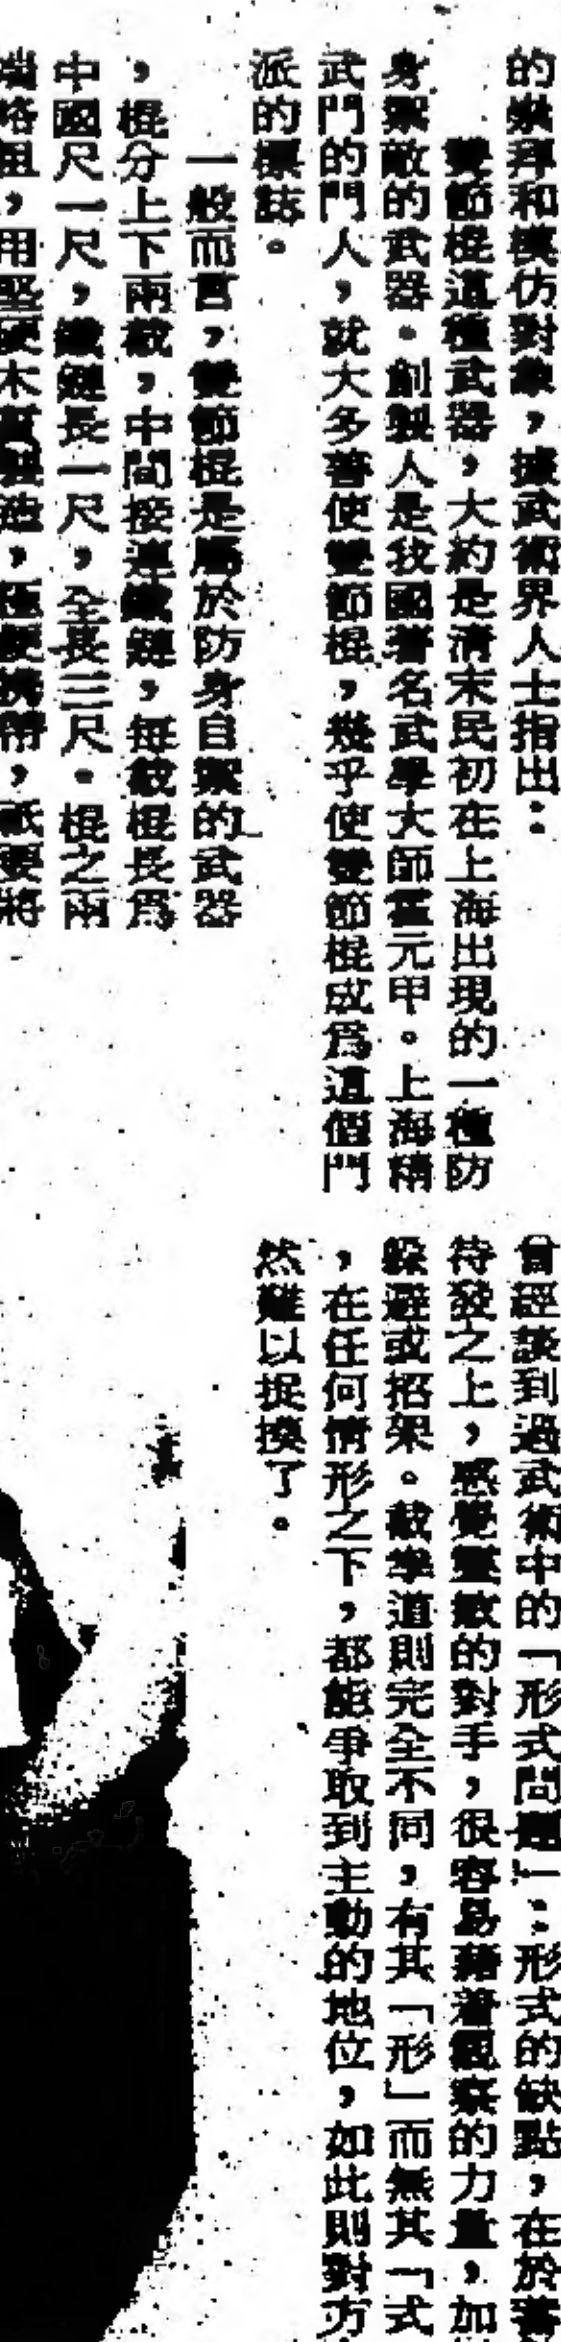 的崇拜和模仿對象，據武術界人士指出：
雙節棍這種武器，大約是清末民初在上海出現的一種防
身禦敵的武器。創製人是我國著名武學大師霍元甲。上海精
武門的門人，就大多善使雙節棍，幾乎使雙節棍成爲這個門
派的標誌。
一般而言，雙節棍是屬於防身自禦的武器
，棍分上下兩截，中間接連鐵鏈，每截棍長爲
中國尺一尺，鐵鏈長一尺，全長三尺。棍之兩
端略粗，用堅硬木質製造，極便携帶，祇要將
曾經談到過武術中的「形式問題」：形式的缺點，在於蓄
待發之上，感覺靈敏的對手，很容易藉着觀察的力量，加
躲避或招架。截拳道則完全不同，有其「形」而無其「式
，在任何情形之下，都能爭取到主動的地位，如此則對方
然難以捉摸了。